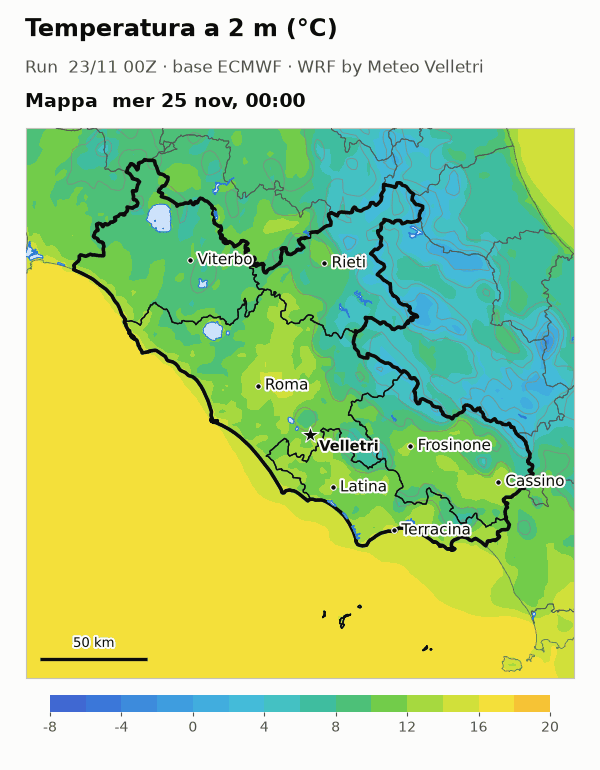 Temperatura a 2 m (°C)
Run  23/11 00Z · base ECMWF · WRF by Meteo Velletri
Mappa  mer 25 nov, 00:00
Viterbo
Rieti
Roma
Velletri
Frosinone
Cassino
Latina
Terracina
50 km
-8 -4 0 4 8 12 16 20